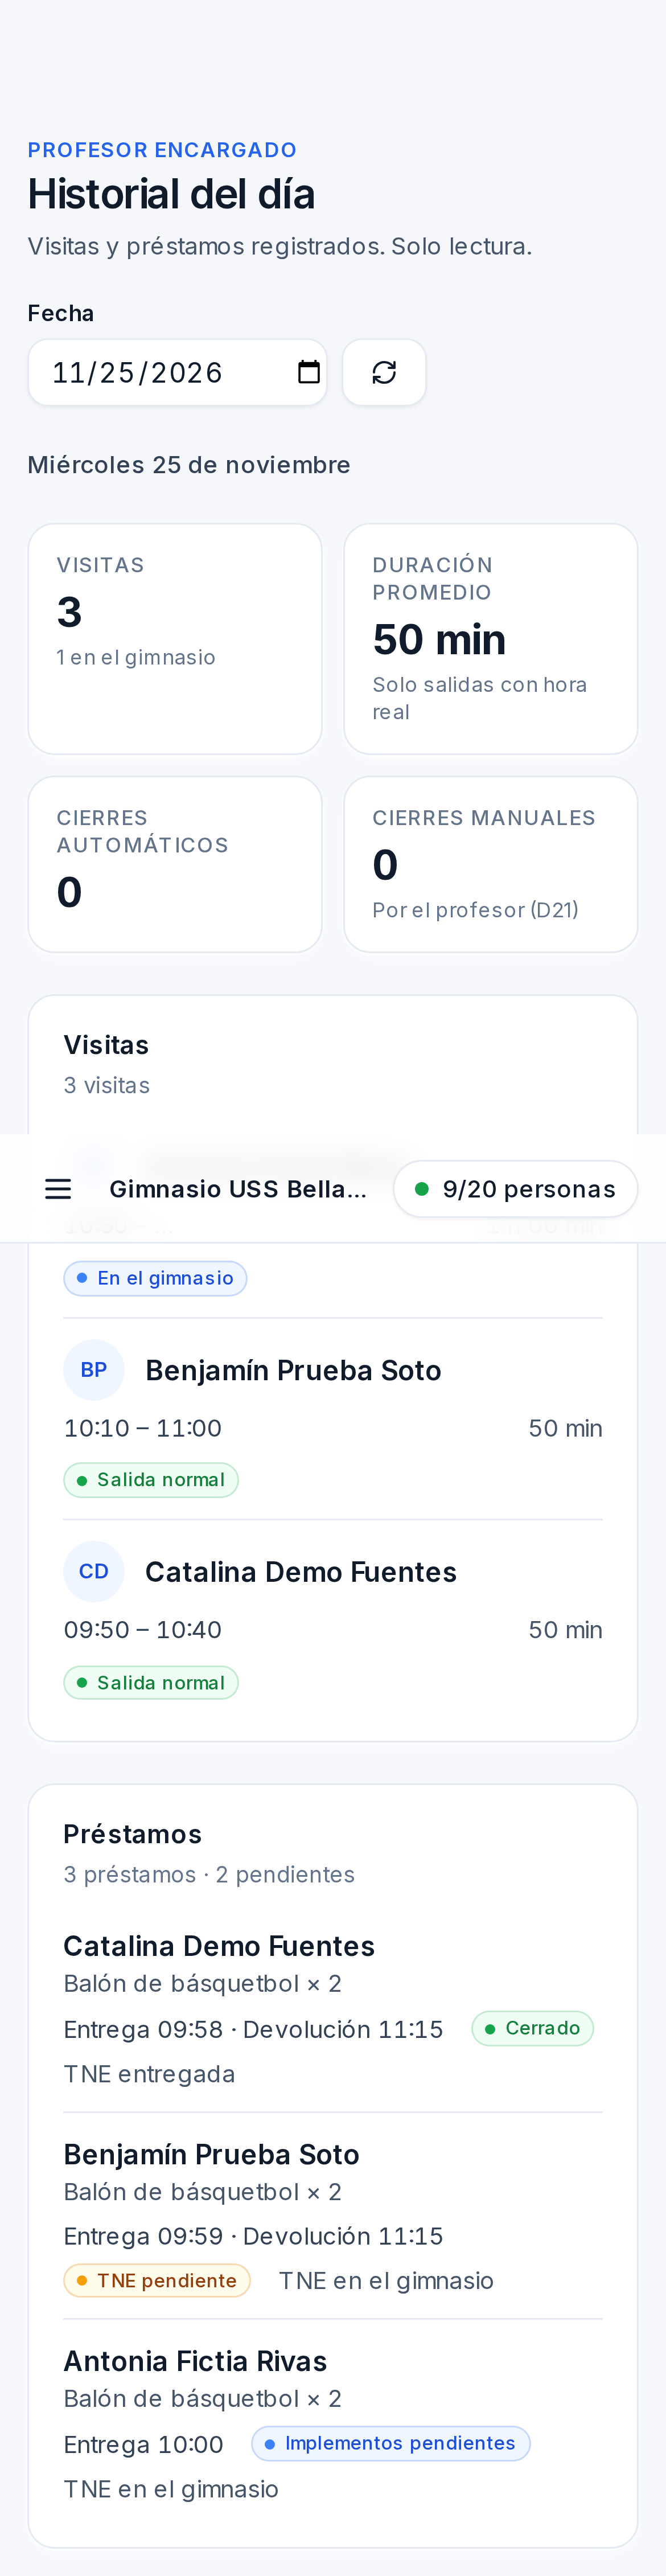 PROFESOR ENCARGADO
Historial del día
Visitas y préstamos registrados. Solo lectura.
Fecha
11/25/2026
Miércoles 25 de noviembre
VISITAS
3
1 en el gimnasio
DURACIÓN
PROMEDIO
50 min
Solo salidas con hora
real
CIERRES
AUTOMÁTICOS
0
CIERRES MANUALES
0
Por el profesor (D21)
Visitas
3 visitas
Gimnasio USS Bella...
9/20 personas
En el gimnasio
BP
Benjamín Prueba Soto
10:10 – 11:00
50 min
Salida normal
CD
Catalina Demo Fuentes
09:50 – 10:40
50 min
Salida normal
Préstamos
3 préstamos · 2 pendientes
Catalina Demo Fuentes
Balón de básquetbol × 2
Entrega 09:58 · Devolución 11:15
Cerrado
TNE entregada
Benjamín Prueba Soto
Balón de básquetbol × 2
Entrega 09:59 · Devolución 11:15
TNE pendiente
TNE en el gimnasio
Antonia Fictia Rivas
Balón de básquetbol × 2
Entrega 10:00
Implementos pendientes
TNE en el gimnasio